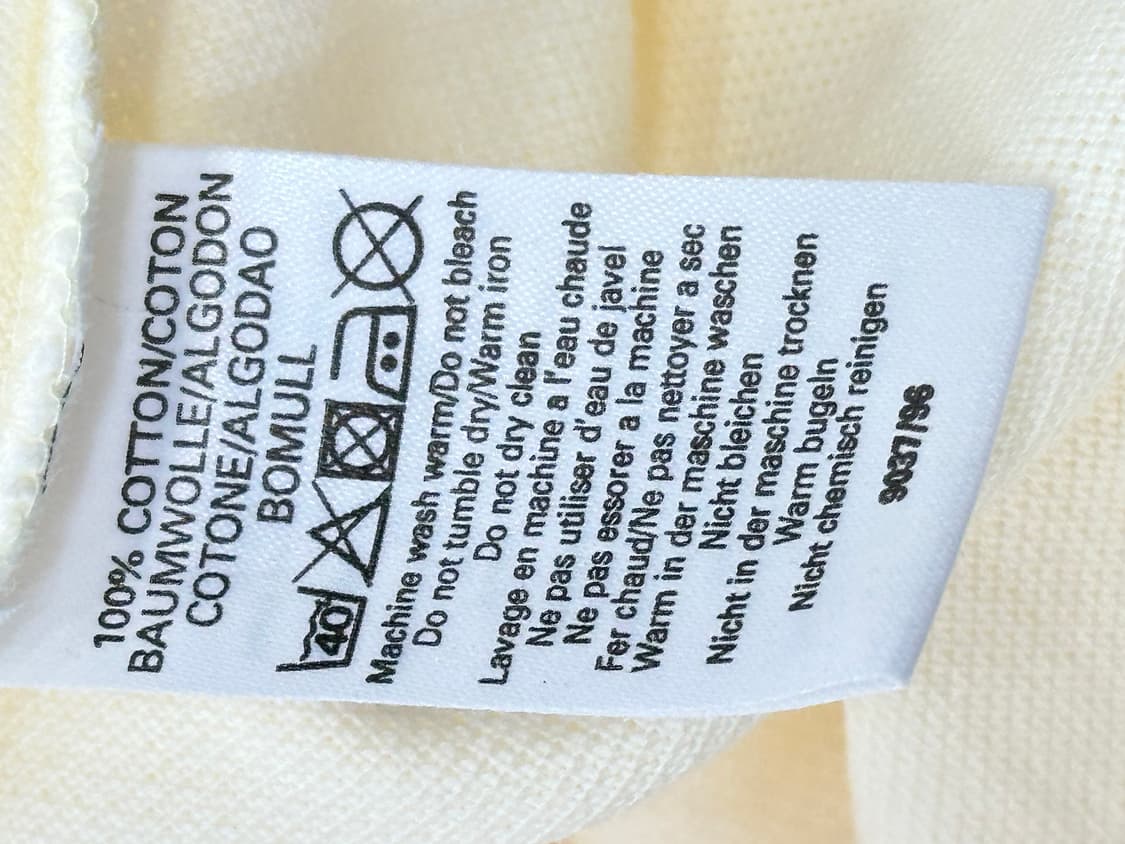 100% COTTON/COTON
BAUMWOLLE/ALGODON
COTONE/ALGODAO
BOMULL
40
Machine wash warm/Do not bleach
Do not tumble dry/Warm iron
Do not dry clean
Lavage en machine a l'eau chaude
Ne pas utiliser d'eau de javel
Ne pas essorer a la machine
Fer chaud/Ne pas nettoyer a sec
Warm in der maschine waschen
Nicht bleichen
Nicht in der maschine trocknen
Warm bugeln
Nicht chemisch reinigen
9037/96